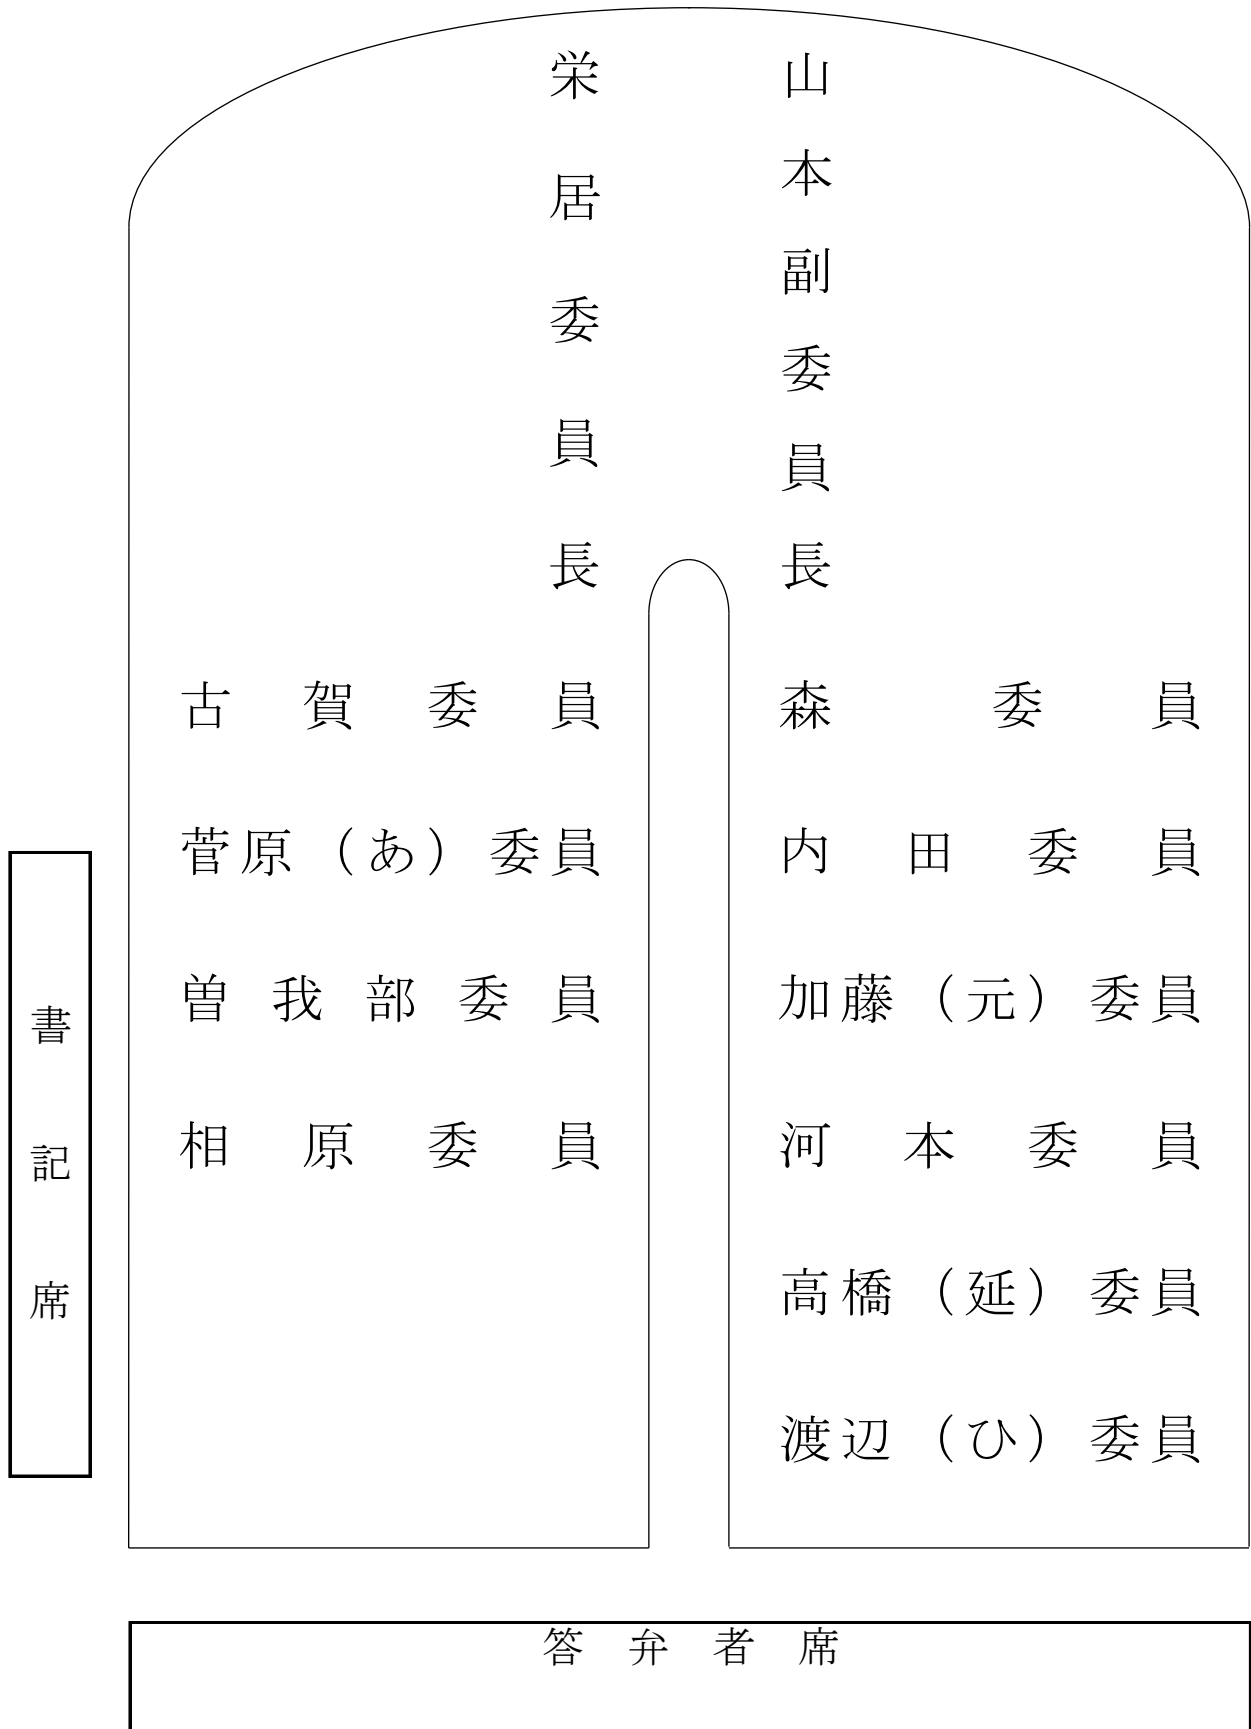 栄居委員長
山本副委員長
古賀委員
森委員
菅原（あ）委員
内田委員
曽我部委員
加藤（元）委員
相原委員
河本委員
高橋（延）委員
渡辺（ひ）委員
書記席
答弁者席